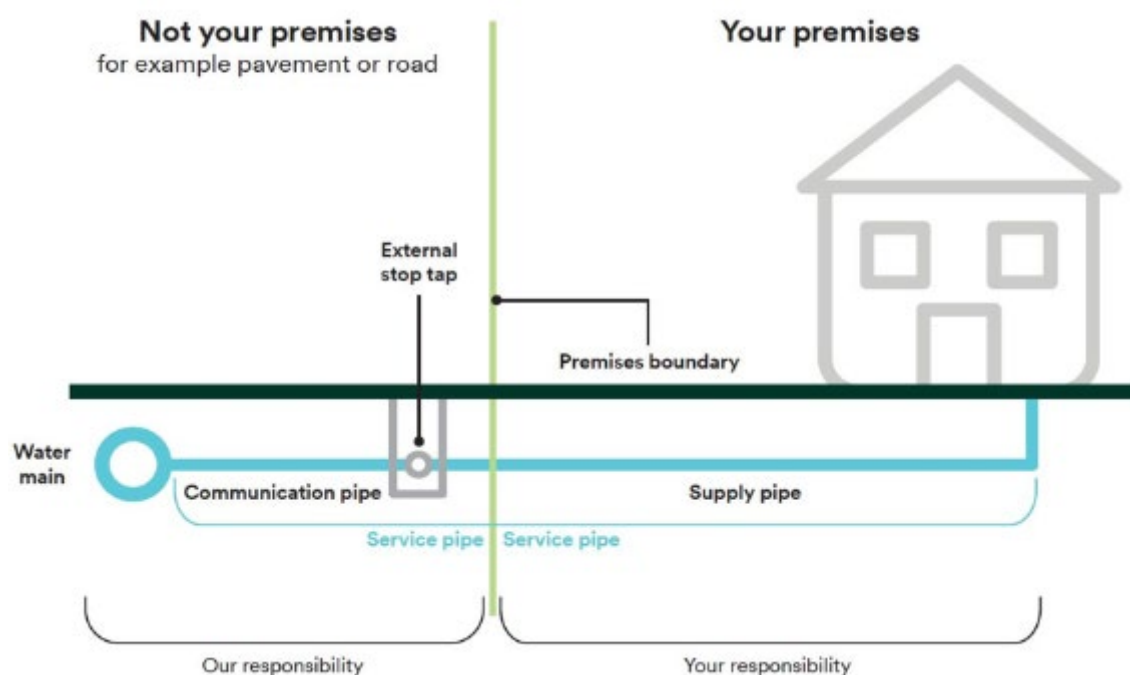 Not your premises
for example pavement or road
Your premises
External
stop tap
Premises boundary
Water
main
Communication pipe
Supply pipe
Service pipe
Service pipe
Our responsibility
Your responsibility